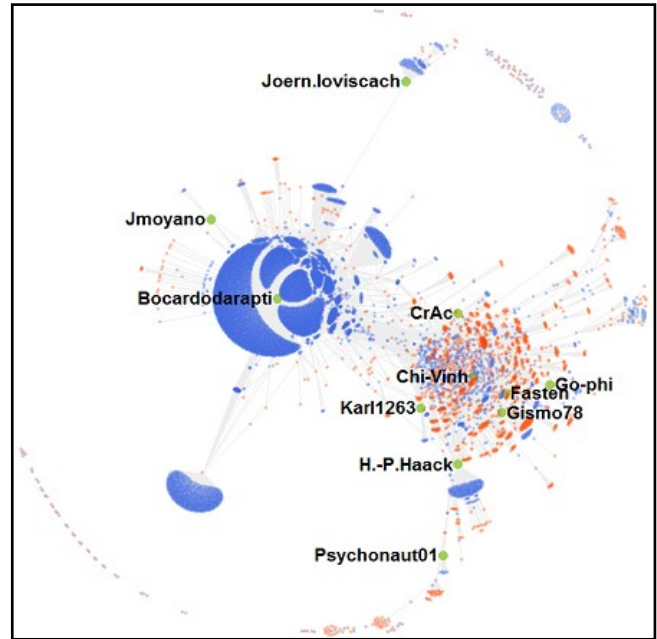 Joern.loviscach
Jmoyano
Bocardodarapti
CrAc
Chi-Vinh
Go-phi
Fasten
Karl1263
Gismo78
H.-P.Haack
Psychonaut01